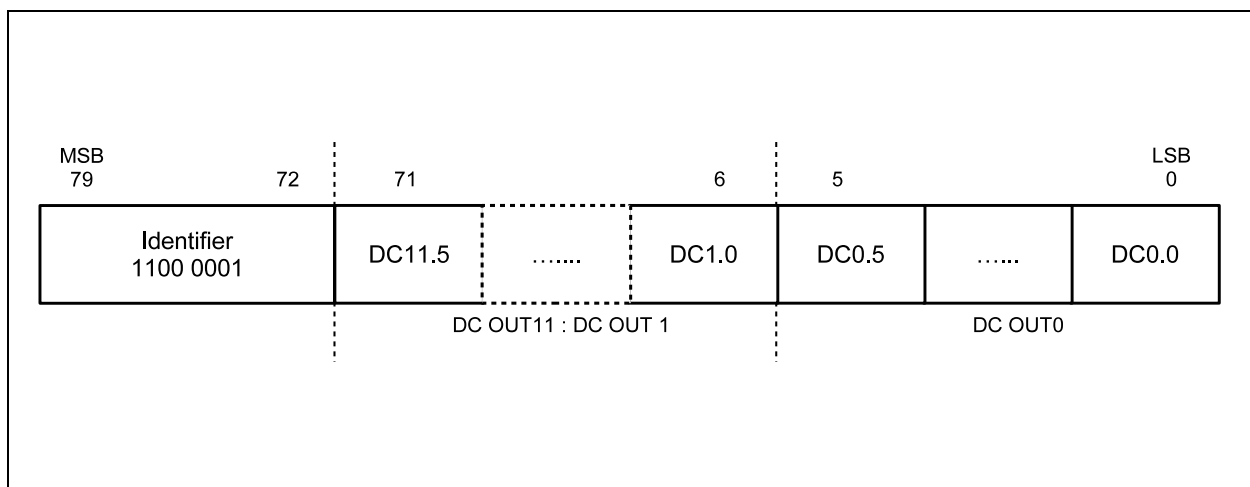 MSB LSB
79 72 71 6 5 0
Identifier
1100 0001
DC11.5 ....... DC1.0 DC0.5 ...... DC0.0
DC OUT11 : DC OUT 1 DC OUT0